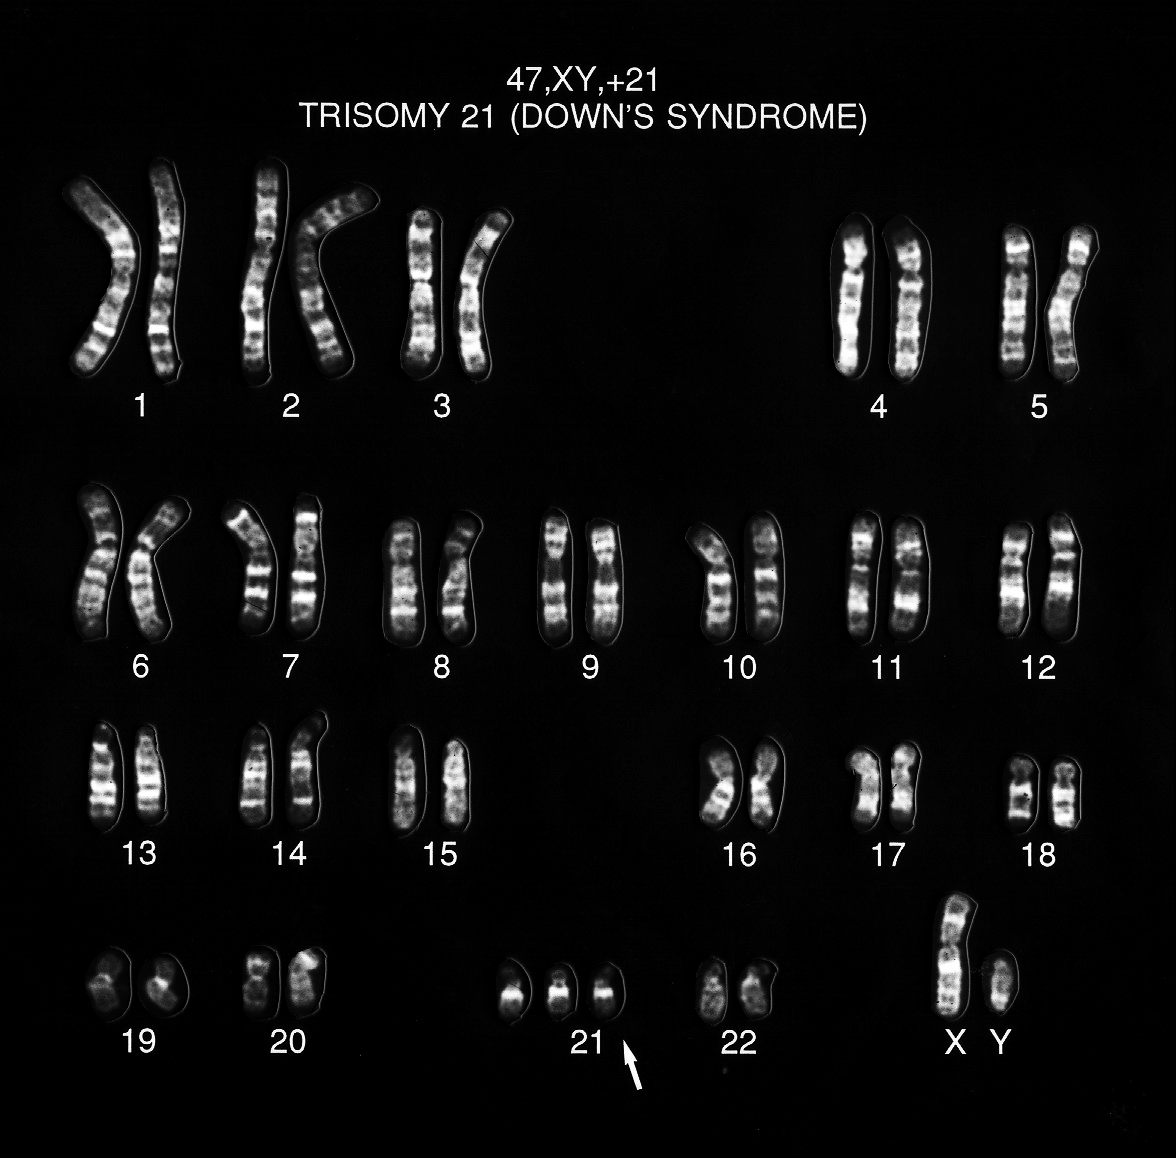 47,XY,+21
TRISOMY 21 (DOWN'S SYNDROME)
1 2 3 4 5
6 7 8 9 10 11 12
13 14 15 16 17 18
19 20 21 22 X Y